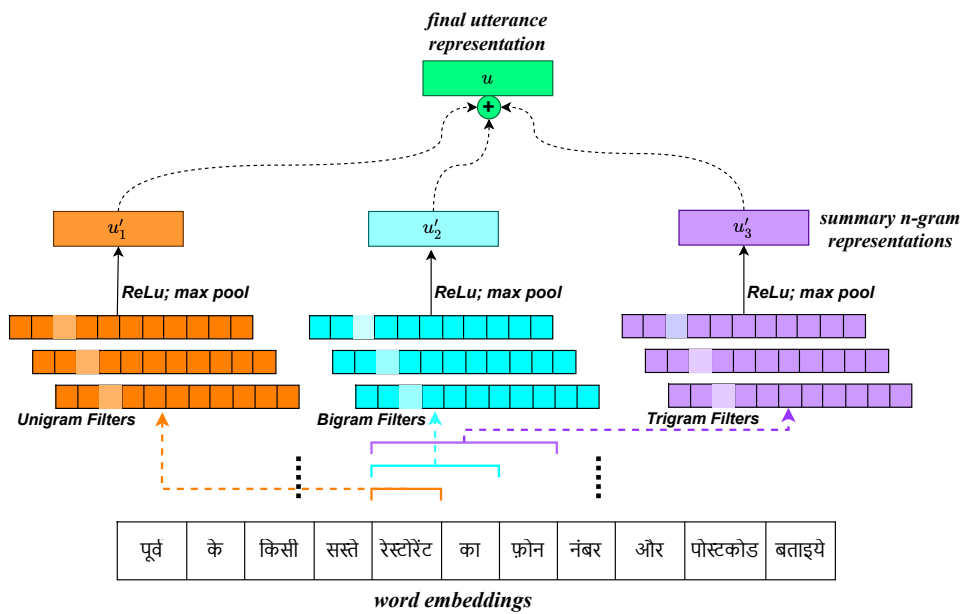 final utterance
representation
u
+
u′₁
u′₂
u′₃
summary n-gram
representations
ReLu; max pool
ReLu; max pool
ReLu; max pool
Unigram Filters
Bigram Filters
Trigram Filters
पूर्व के किसी सस्ते रेस्टोरेंट का फ़ोन नंबर और पोस्टकोड बताइये
word embeddings